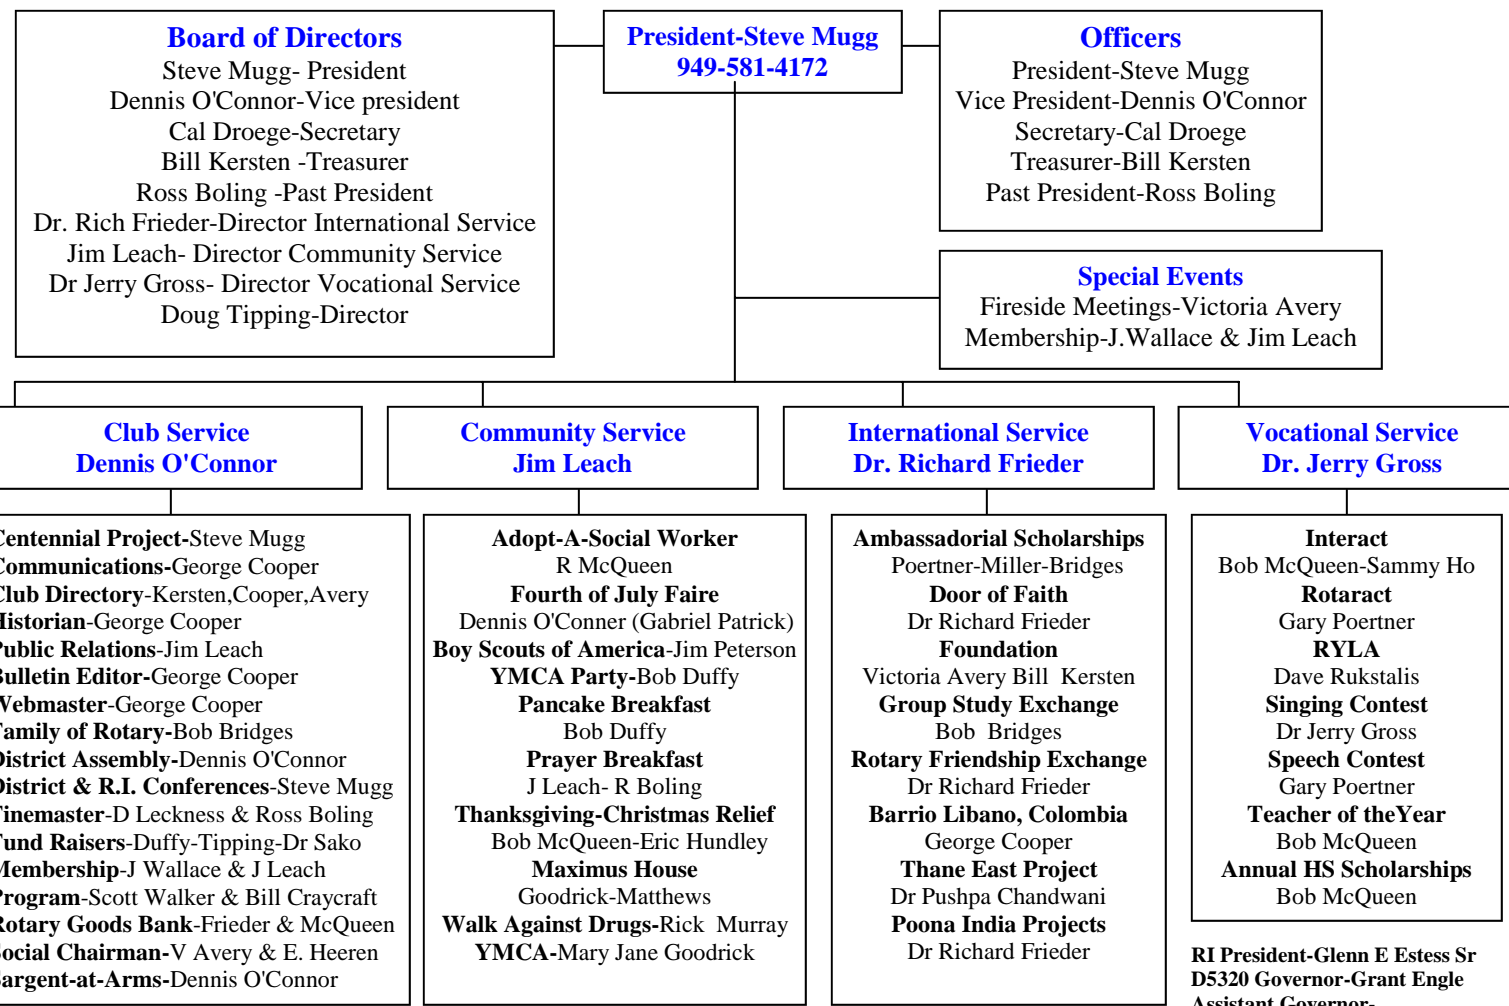 Board of Directors
Steve Mugg- President
Dennis O'Connor-Vice president
Cal Droege-Secretary
Bill Kersten -Treasurer
Ross Boling -Past President
Dr. Rich Frieder-Director International Service
Jim Leach- Director Community Service
Dr Jerry Gross- Director Vocational Service
Doug Tipping-Director
President-Steve Mugg
949-581-4172
Officers
President-Steve Mugg
Vice President-Dennis O'Connor
Secretary-Cal Droege
Treasurer-Bill Kersten
Past President-Ross Boling
Special Events
Fireside Meetings-Victoria Avery
Membership-J.Wallace & Jim Leach
Club Service
Dennis O'Connor
Centennial Project-Steve Mugg
Communications-George Cooper
Club Directory-Kersten,Cooper,Avery
Historian-George Cooper
Public Relations-Jim Leach
Bulletin Editor-George Cooper
Webmaster-George Cooper
Family of Rotary-Bob Bridges
District Assembly-Dennis O'Connor
District & R.I. Conferences-Steve Mugg
Finemaster-D Leckness & Ross Boling
Fund Raisers-Duffy-Tipping-Dr Sako
Membership-J Wallace & J Leach
Program-Scott Walker & Bill Craycraft
Rotary Goods Bank-Frieder & McQueen
Social Chairman-V Avery & E. Heeren
Sargent-at-Arms-Dennis O'Connor
Community Service
Jim Leach
Adopt-A-Social Worker
R McQueen
Fourth of July Faire
Dennis O'Conner (Gabriel Patrick)
Boy Scouts of America-Jim Peterson
YMCA Party-Bob Duffy
Pancake Breakfast
Bob Duffy
Prayer Breakfast
J Leach- R Boling
Thanksgiving-Christmas Relief
Bob McQueen-Eric Hundley
Maximus House
Goodrick-Matthews
Walk Against Drugs-Rick Murray
YMCA-Mary Jane Goodrick
International Service
Dr. Richard Frieder
Ambassadorial Scholarships
Poertner-Miller-Bridges
Door of Faith
Dr Richard Frieder
Foundation
Victoria Avery Bill Kersten
Group Study Exchange
Bob Bridges
Rotary Friendship Exchange
Dr Richard Frieder
Barrio Libano, Colombia
George Cooper
Thane East Project
Dr Pushpa Chandwani
Poona India Projects
Dr Richard Frieder
Vocational Service
Dr. Jerry Gross
Interact
Bob McQueen-Sammy Ho
Rotaract
Gary Poertner
RYLA
Dave Rukstalis
Singing Contest
Dr Jerry Gross
Speech Contest
Gary Poertner
Teacher of theYear
Bob McQueen
Annual HS Scholarships
Bob McQueen
RI President-Glenn E Estess Sr
D5320 Governor-Grant Engle
Assistant Governor-